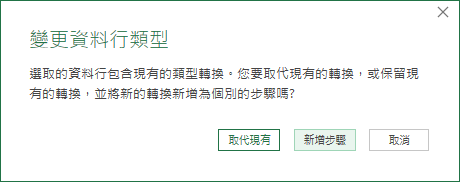 變更資料行類型
選取的資料行包含現有的類型轉換。您要取代現有的轉換，或保留現
有的轉換，並將新的轉換新增為個別的步驟嗎?
取代現有 新增步驟 取消